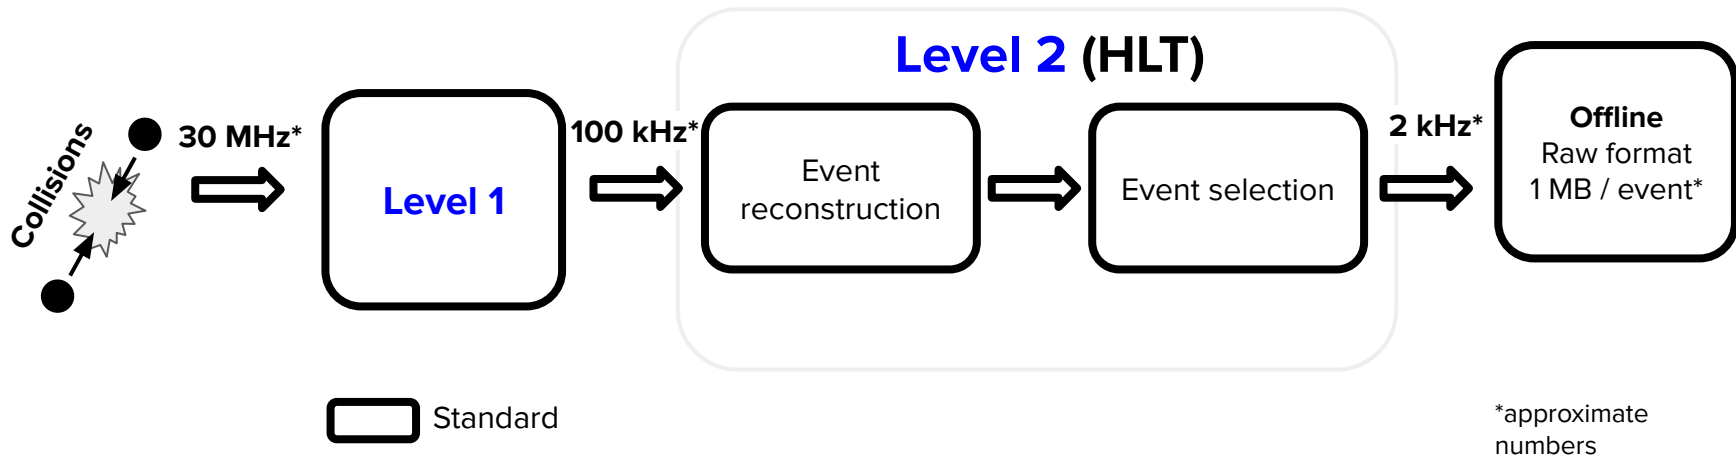 Collisions
30 MHz*
Level 1
100 kHz*
Level 2 (HLT)
Event
reconstruction
Event selection
2 kHz*
Offline
Raw format
1 MB / event*
Standard
*approximate
numbers